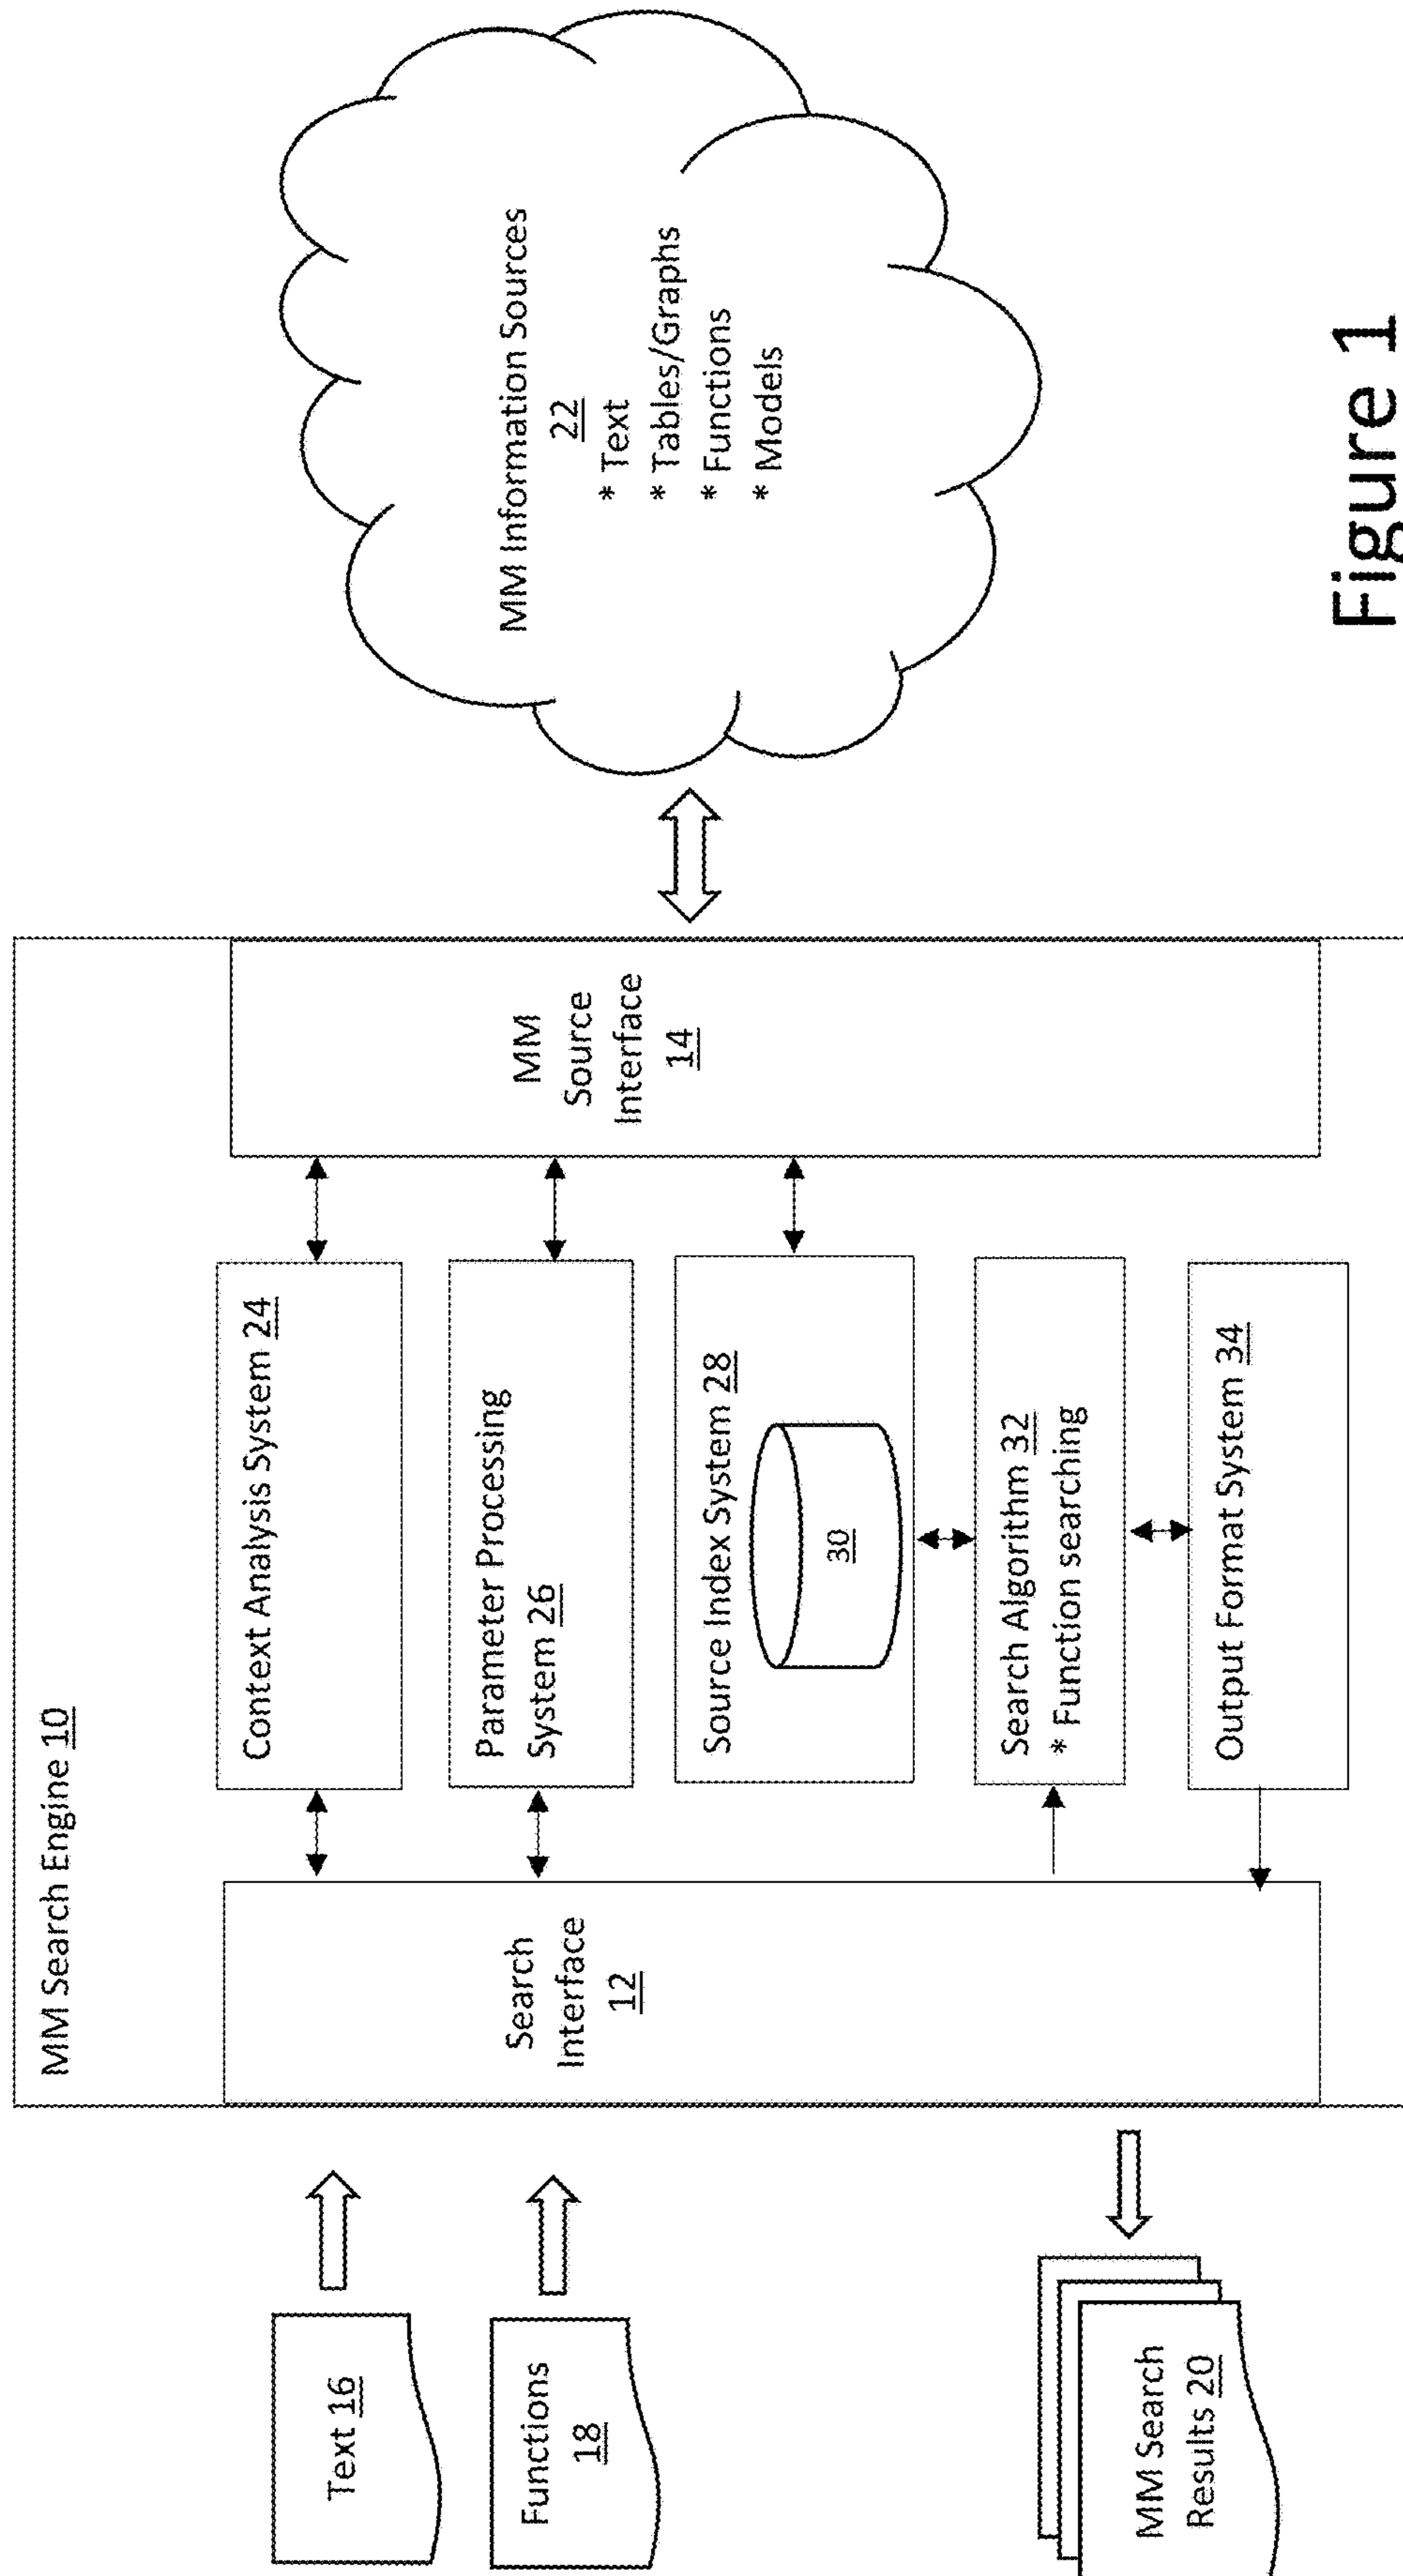 MM Search Engine 10
Text 16
Functions
18
MM Search
Results 20
Search
Interface
12
Context Analysis System 24
Parameter Processing
System 26
Source Index System 28
30
Search Algorithm 32
* Function searching
Output Format System 34
MM
Source
Interface
14
MM Information Sources
22
* Text
* Tables/Graphs
* Functions
* Models
Figure 1